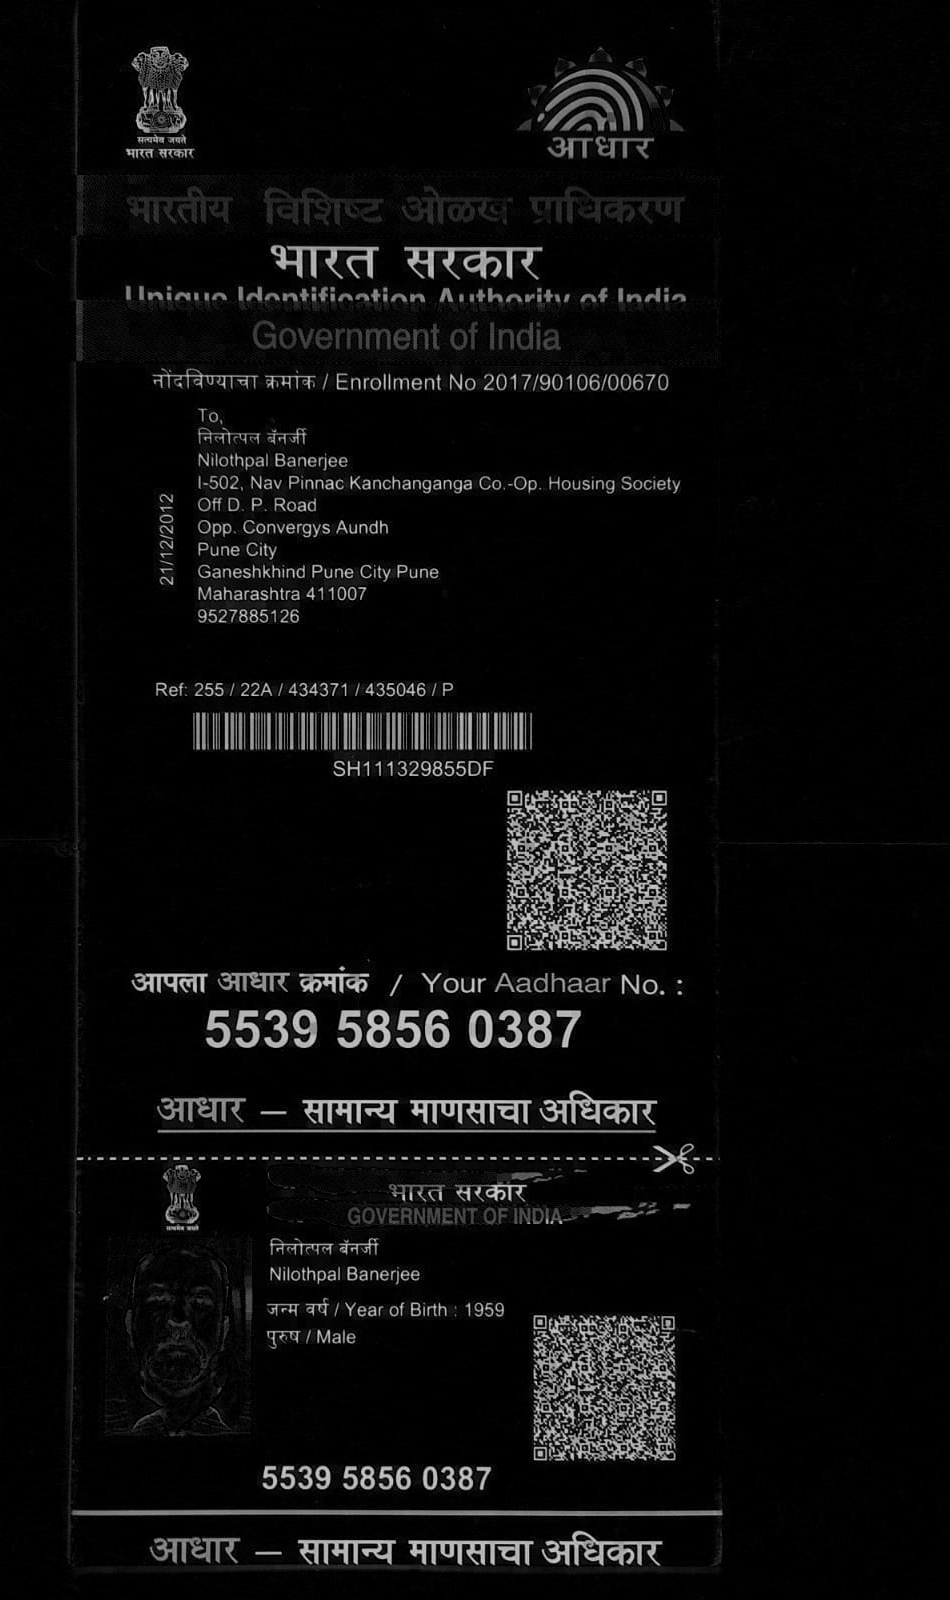 सत्यमेव जयते
भारत सरकार
आधार
भारतीय विशिष्ट ओळख प्राधिकरण
भारत सरकार
Unique Identification Authority of India
Government of India
नोंदविण्याचा क्रमांक / Enrollment No 2017/90106/00670
To,
निलोत्पल बॅनर्जी
Nilothpal Banerjee
I-502, Nav Pinnac Kanchanganga Co.-Op. Housing Society
Off D. P. Road
Opp. Convergys Aundh
Pune City
Ganeshkhind Pune City Pune
Maharashtra 411007
9527885126
21/12/2012
Ref: 255 / 22A / 434371 / 435046 / P
SH111329855DF
आपला आधार क्रमांक / Your Aadhaar No. :
5539 5856 0387
आधार – सामान्य माणसाचा अधिकार
सत्यमेव जयते
भारत सरकार
GOVERNMENT OF INDIA
निलोत्पल बॅनर्जी
Nilothpal Banerjee
जन्म वर्ष / Year of Birth : 1959
पुरुष / Male
5539 5856 0387
आधार – सामान्य माणसाचा अधिकार